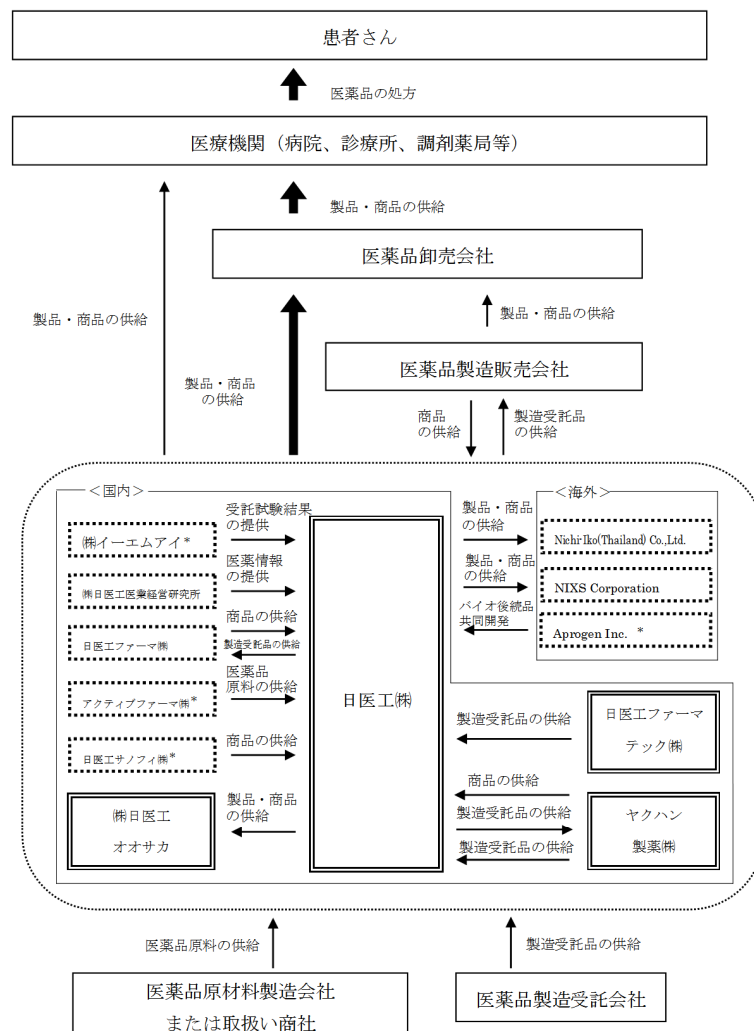 患者さん
医薬品の処方
医療機関（病院、診療所、調剤薬局等）
製品・商品の供給
医薬品卸売会社
製品・商品の供給
製品・商品の供給
医薬品製造販売会社
製品・商品
の供給
商品
の供給
製造受託品
の供給
＜国内＞
＜海外＞
㈱イーエムアイ*
受託試験結果
の提供
㈱日医工医業経営研究所
医薬情報
の提供
日医工ファーマ㈱
商品の供給
製造受託品の供給
アクティブファーマ㈱*
医薬品
原料の供給
日医工サノフィ㈱*
商品の供給
㈱日医工
オオサカ
製品・商品
の供給
日医工㈱
製品・商品の
供給
Nichi-Iko(Thailand) Co.,Ltd.
製品・商品の
供給
NIXS Corporation
バイオ後続品
共同開発
Aprogen Inc. *
製造受託品の供給
日医工ファーマ
テック㈱
商品の供給
製造受託品の供給
製造受託品の供給
ヤクハン
製薬㈱
医薬品原料の供給
製造受託品の供給
医薬品原材料製造会社
または取扱い商社
医薬品製造受託会社